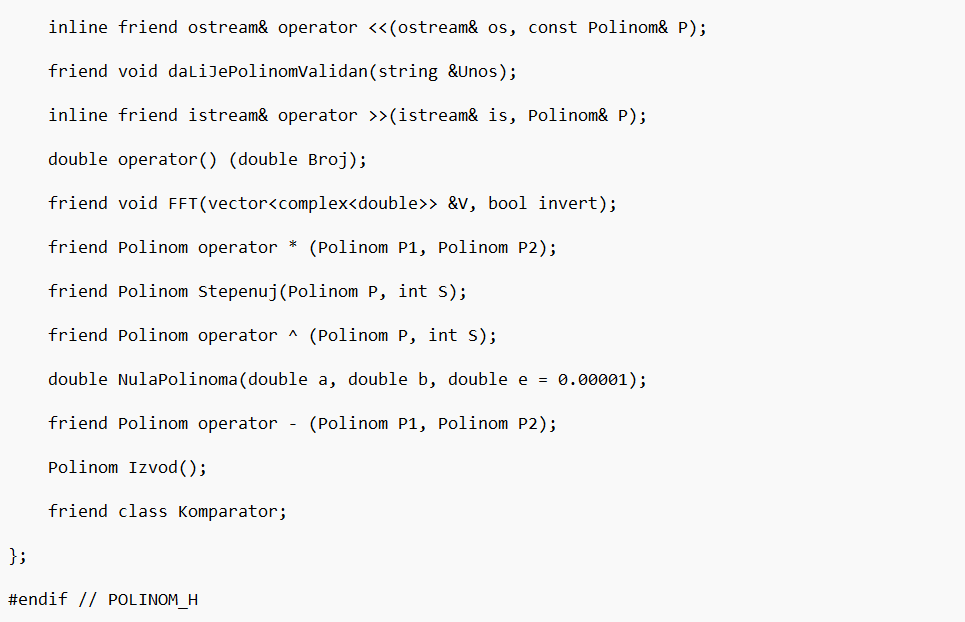 inline friend ostream& operator <<(ostream& os, const Polinom& P);
friend void daLiJePolinomValidan(string &Unos);
inline friend istream& operator >>(istream& is, Polinom& P);
double operator() (double Broj);
friend void FFT(vector<complex<double>> &V, bool invert);
friend Polinom operator * (Polinom P1, Polinom P2);
friend Polinom Stepenuj(Polinom P, int S);
friend Polinom operator ^ (Polinom P, int S);
double NulaPolinoma(double a, double b, double e = 0.00001);
friend Polinom operator - (Polinom P1, Polinom P2);
Polinom Izvod();
friend class Komparator;
};
#endif // POLINOM_H